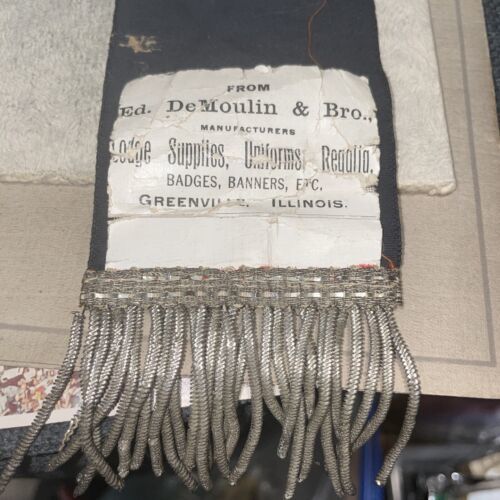 FROM
Ed. DeMoulin & Bro.,
MANUFACTURERS
Lodge Supplies, Uniforms, Regalia,
BADGES, BANNERS, ETC.
GREENVILLE, ILLINOIS.